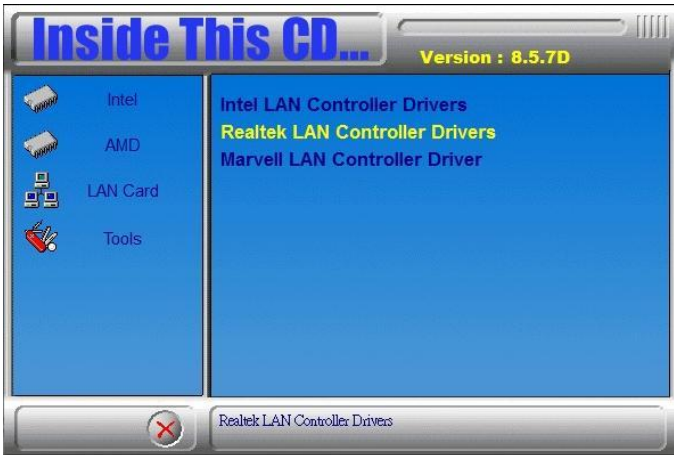 Inside This CD...
Version : 8.5.7D
Intel
AMD
LAN Card
Tools
Intel LAN Controller Drivers
Realtek LAN Controller Drivers
Marvell LAN Controller Driver
Realtek LAN Controller Drivers